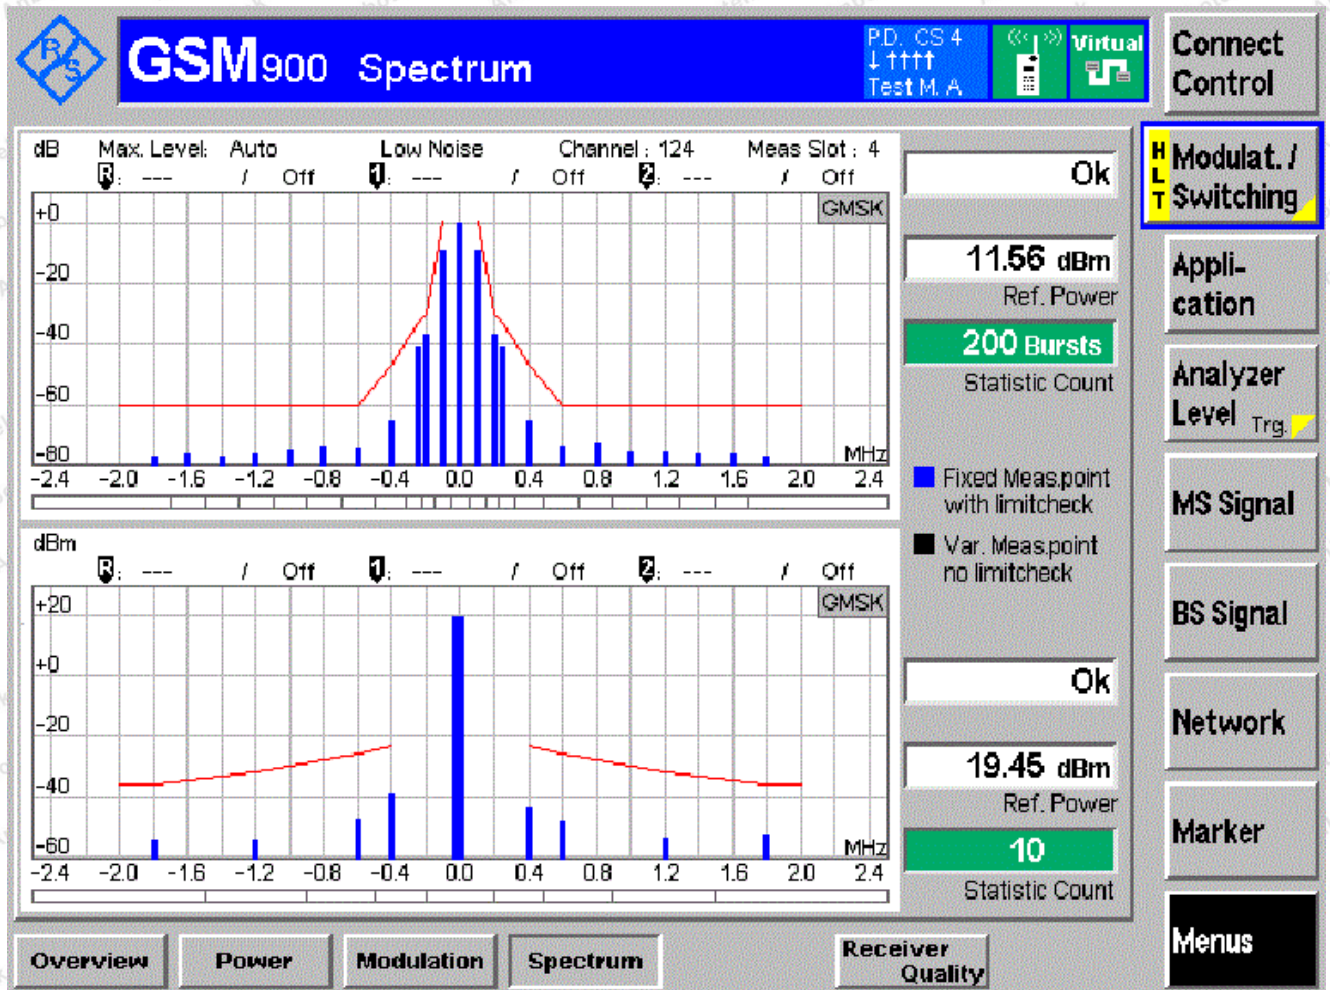 R S
GSM900 Spectrum
P.D. CS 4
↓ ↑↑↑↑
Test M. A
Virtual
Connect
Control
dB Max. Level: Auto Low Noise Channel : 124 Meas Slot : 4
R: --- / Off 1: --- / Off 2: --- / Off
GMSK
+0
-20
-40
-60
-80
MHz
-2.4 -2.0 -1.6 -1.2 -0.8 -0.4 0.0 0.4 0.8 1.2 1.6 2.0 2.4
Ok
11.56 dBm
Ref. Power
200 Bursts
Statistic Count
Fixed Meas.point
with limitcheck
Var. Meas.point
no limitcheck
dBm
R: --- / Off 1: --- / Off 2: --- / Off
GMSK
+20
+0
-20
-40
-60
MHz
-2.4 -2.0 -1.6 -1.2 -0.8 -0.4 0.0 0.4 0.8 1.2 1.6 2.0 2.4
Ok
19.45 dBm
Ref. Power
10
Statistic Count
HLT
Modulat. /
Switching
Appli-
cation
Analyzer
Level Trg.
MS Signal
BS Signal
Network
Marker
Menus
Overview
Power
Modulation
Spectrum
Receiver
Quality